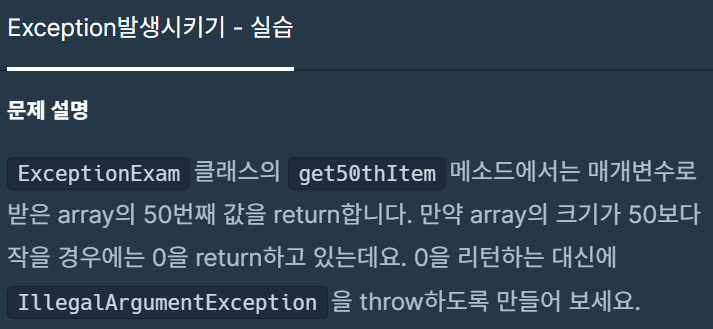 Exception발생시키기 - 실습
문제 설명
ExceptionExam 클래스의 get50thItem 메소드에서는 매개변수로
받은 array의 50번째 값을 return합니다. 만약 array의 크기가 50보다
작을 경우에는 0을 return하고 있는데요. 0을 리턴하는 대신에
IllegalArgumentException 을 throw하도록 만들어 보세요.